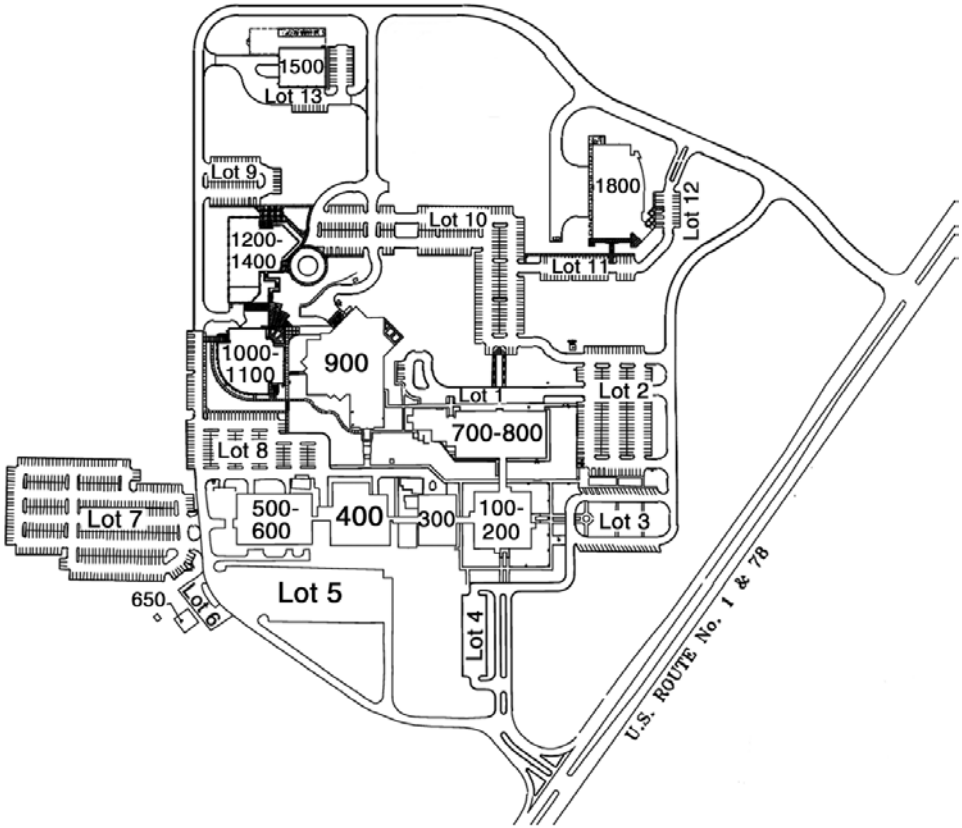 1500
Lot 13
Lot 9
1800
Lot 12
Lot 10
1200-
1400
Lot 11
1000-
1100
900
Lot 1
Lot 2
700-800
Lot 8
Lot 7
500-
600
400
300
100-
200
Lot 3
Lot 5
650
Lot 6
Lot 4
U.S. ROUTE No. 1 & 78